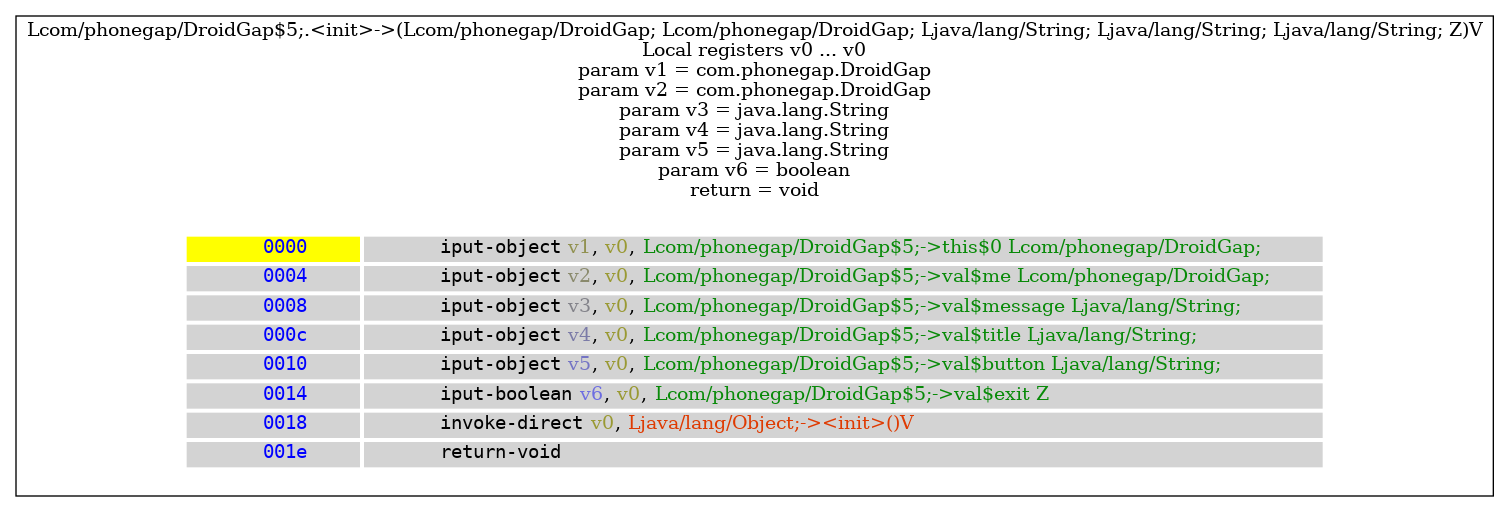 Lcom/phonegap/DroidGap$5;.<init>->(Lcom/phonegap/DroidGap; Lcom/phonegap/DroidGap; Ljava/lang/String; Ljava/lang/String; Ljava/lang/String; Z)V
Local registers v0 ... v0
param v1 = com.phonegap.DroidGap
param v2 = com.phonegap.DroidGap
param v3 = java.lang.String
param v4 = java.lang.String
param v5 = java.lang.String
param v6 = boolean
return = void
0000 iput-object v1, v0, Lcom/phonegap/DroidGap$5;->this$0 Lcom/phonegap/DroidGap;
0004 iput-object v2, v0, Lcom/phonegap/DroidGap$5;->val$me Lcom/phonegap/DroidGap;
0008 iput-object v3, v0, Lcom/phonegap/DroidGap$5;->val$message Ljava/lang/String;
000c iput-object v4, v0, Lcom/phonegap/DroidGap$5;->val$title Ljava/lang/String;
0010 iput-object v5, v0, Lcom/phonegap/DroidGap$5;->val$button Ljava/lang/String;
0014 iput-boolean v6, v0, Lcom/phonegap/DroidGap$5;->val$exit Z
0018 invoke-direct v0, Ljava/lang/Object;-><init>()V
001e return-void